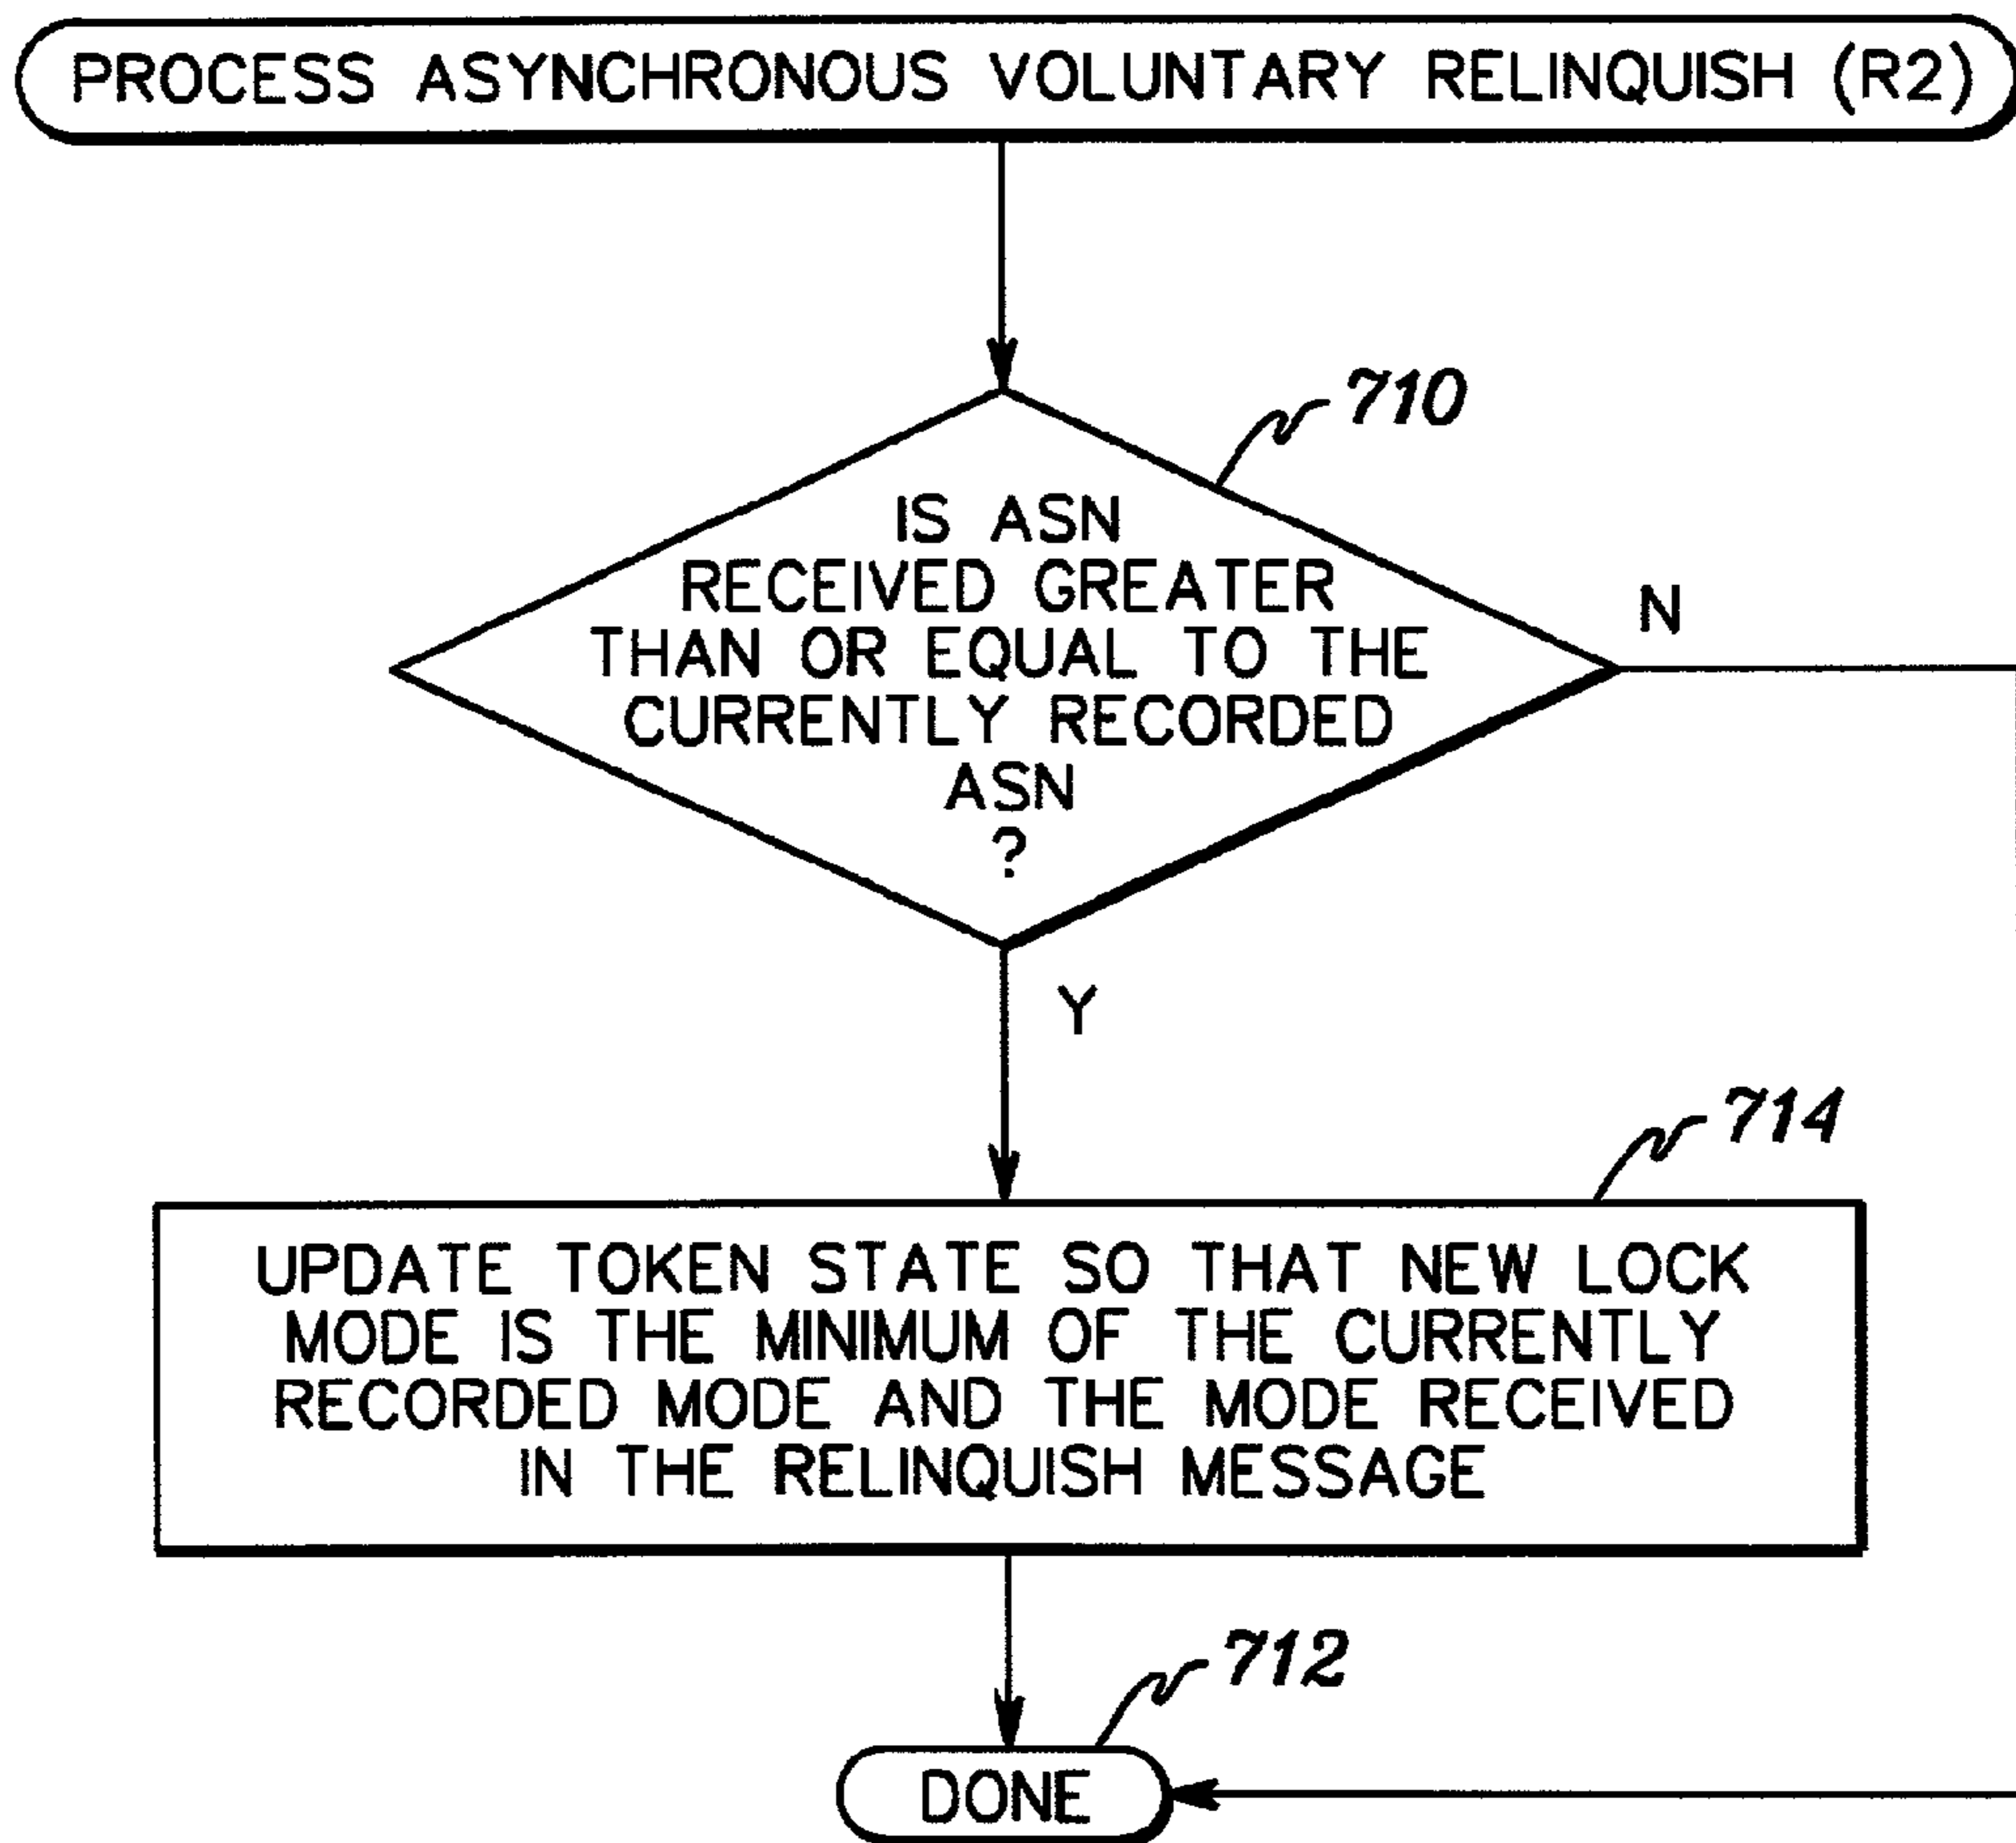 PROCESS ASYNCHRONOUS VOLUNTARY RELINQUISH (R2)
710
IS ASN
RECEIVED GREATER
THAN OR EQUAL TO THE
CURRENTLY RECORDED
ASN
?
N
Y
714
UPDATE TOKEN STATE SO THAT NEW LOCK
MODE IS THE MINIMUM OF THE CURRENTLY
RECORDED MODE AND THE MODE RECEIVED
IN THE RELINQUISH MESSAGE
712
DONE